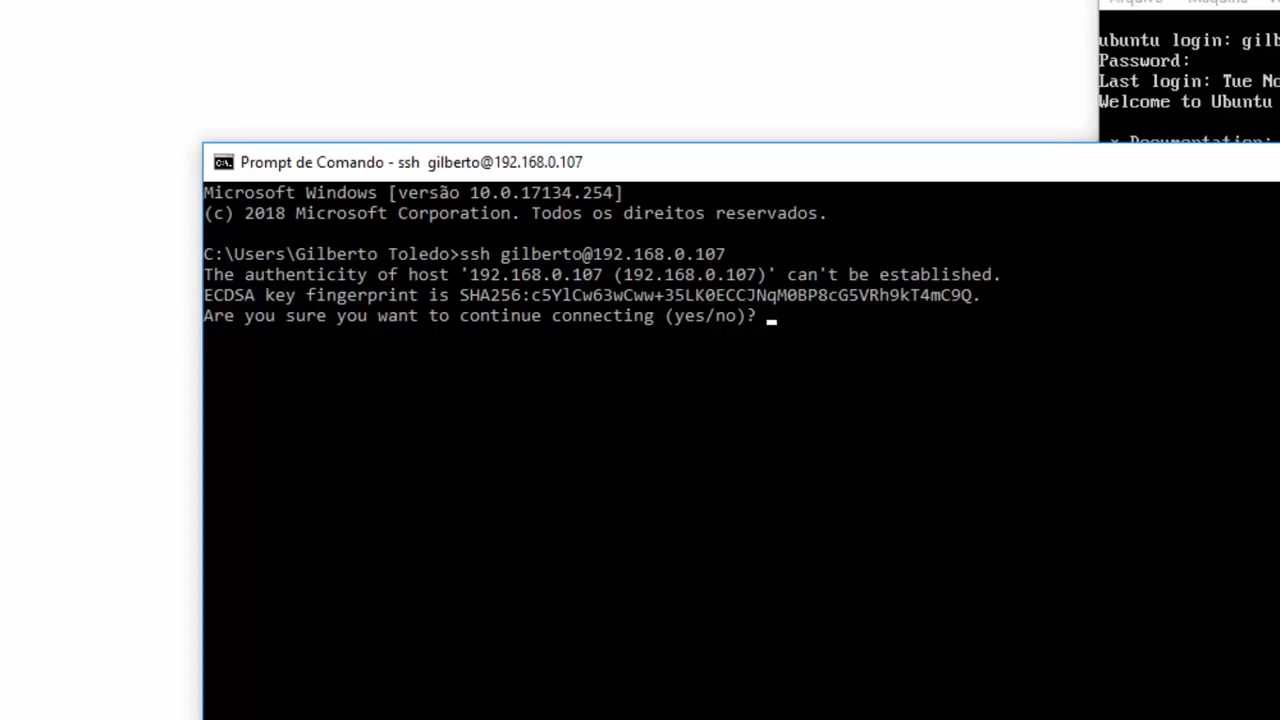 ubuntu login: gilb
Password:
Last login: Tue No
Welcome to Ubuntu
* Documentation:
Prompt de Comando - ssh gilberto@192.168.0.107
Microsoft Windows [versão 10.0.17134.254]
(c) 2018 Microsoft Corporation. Todos os direitos reservados.
C:\Users\Gilberto Toledo>ssh gilberto@192.168.0.107
The authenticity of host '192.168.0.107 (192.168.0.107)' can't be established.
ECDSA key fingerprint is SHA256:c5YlCw63wCww+35LK0ECCJNqM0BP8cG5VRh9kT4mC9Q.
Are you sure you want to continue connecting (yes/no)?